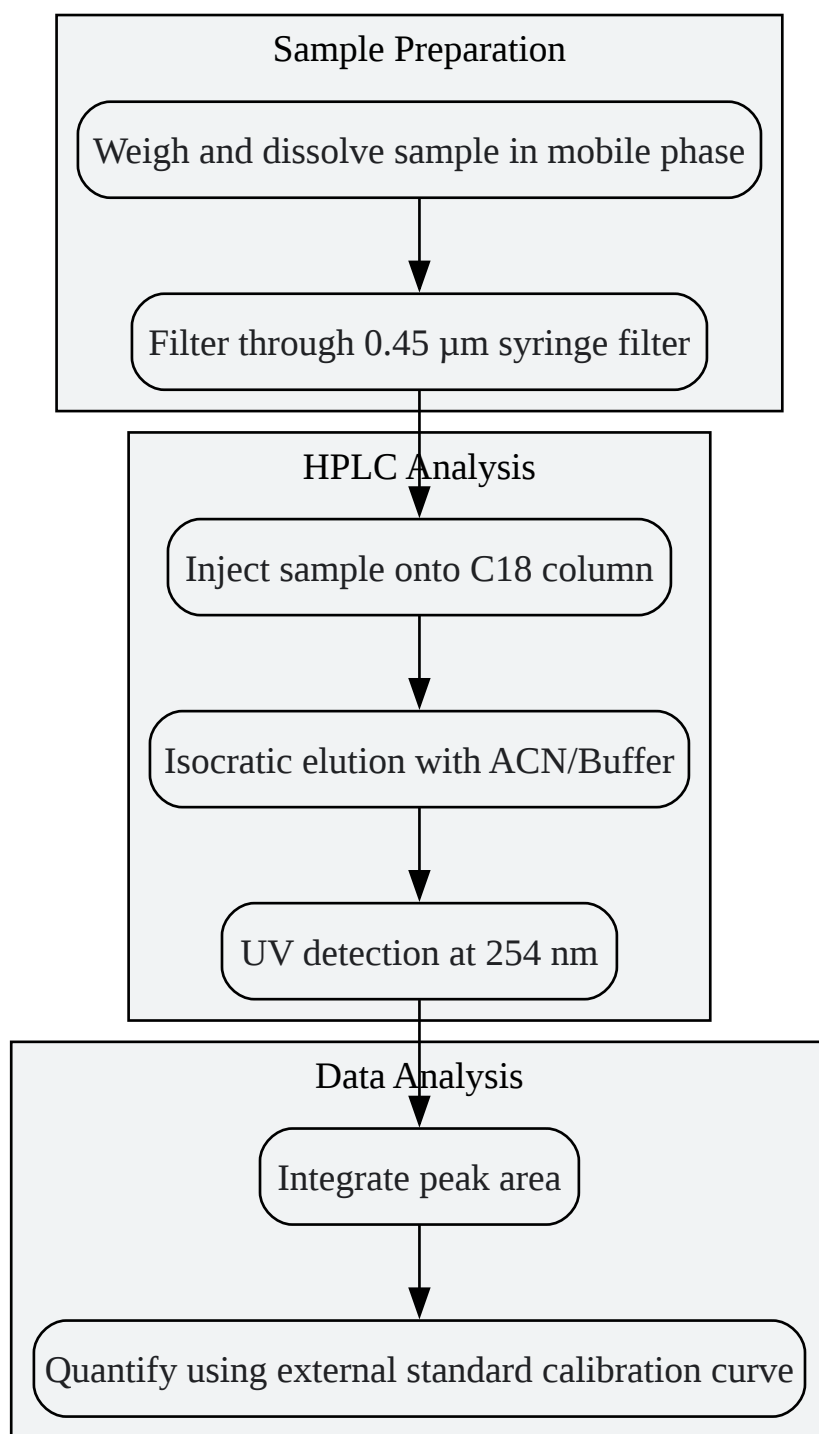 Sample Preparation
Weigh and dissolve sample in mobile phase
Filter through 0.45 µm syringe filter
HPLC Analysis
Inject sample onto C18 column
Isocratic elution with ACN/Buffer
UV detection at 254 nm
Data Analysis
Integrate peak area
Quantify using external standard calibration curve